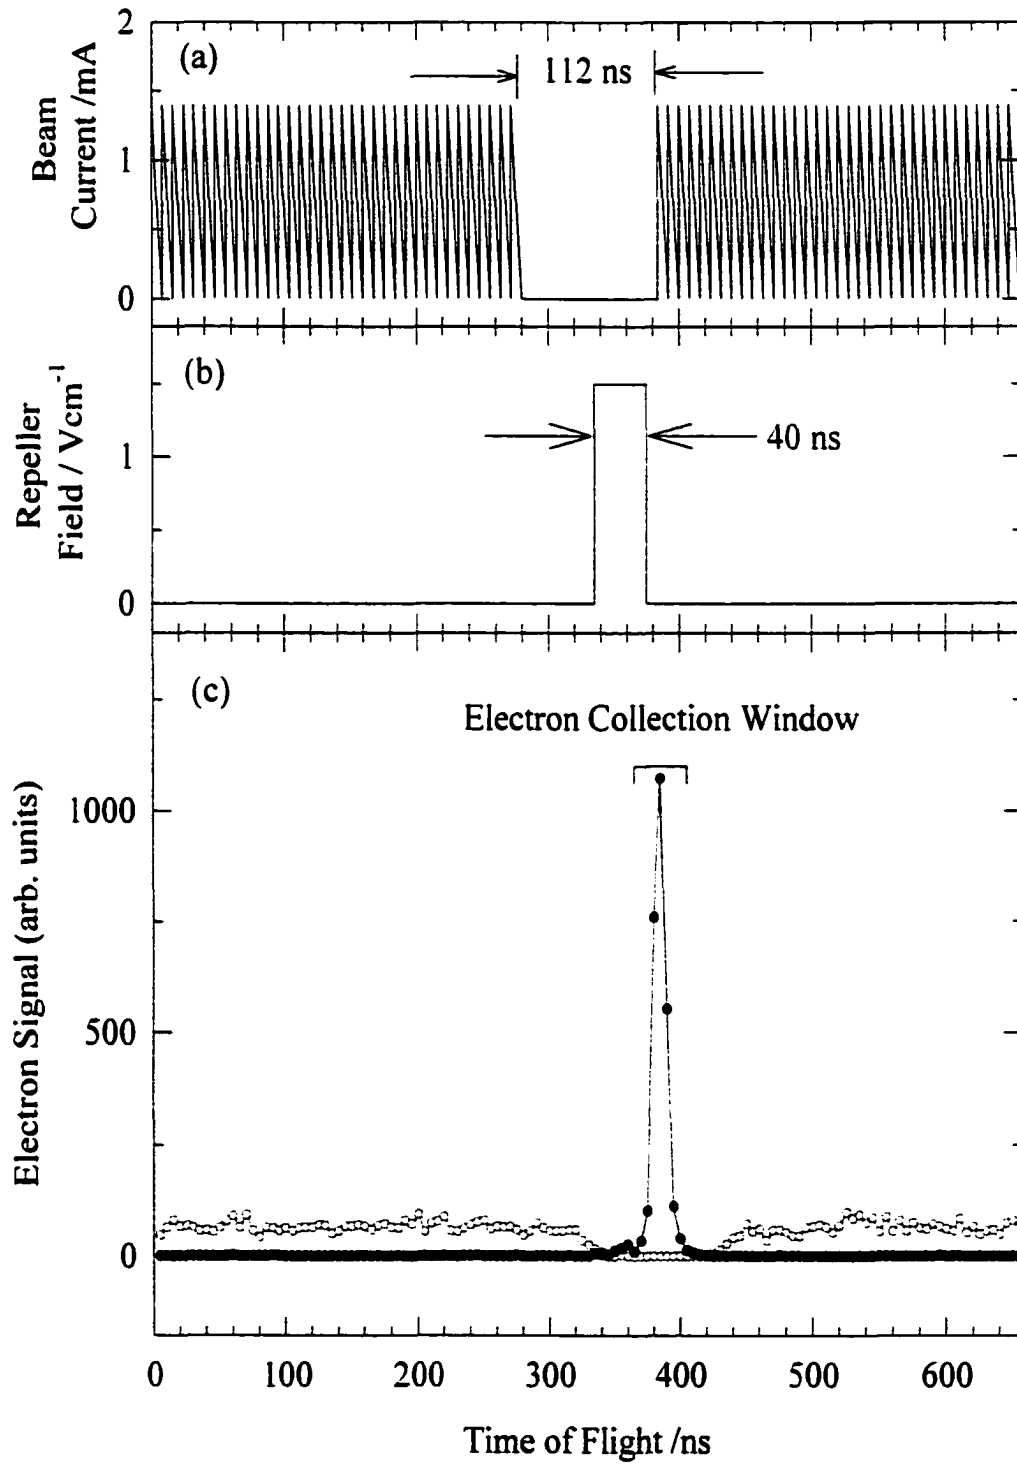 2
(a)
112 ns
Beam
Current /mA
1
0
(b)
Repeller
Field / Vcm⁻¹
1
40 ns
0
(c)
Electron Collection Window
Electron Signal (arb. units)
1000
500
0
0 100 200 300 400 500 600
Time of Flight /ns